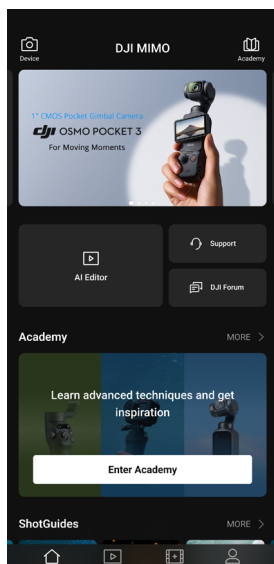 DJI MIMO
Device
Academy
1" CMOS Pocket Gimbal Camera
dji OSMO POCKET 3
For Moving Moments
AI Editor
Support
DJI Forum
Academy
MORE >
Learn advanced techniques and get
inspiration
Enter Academy
ShotGuides
MORE >